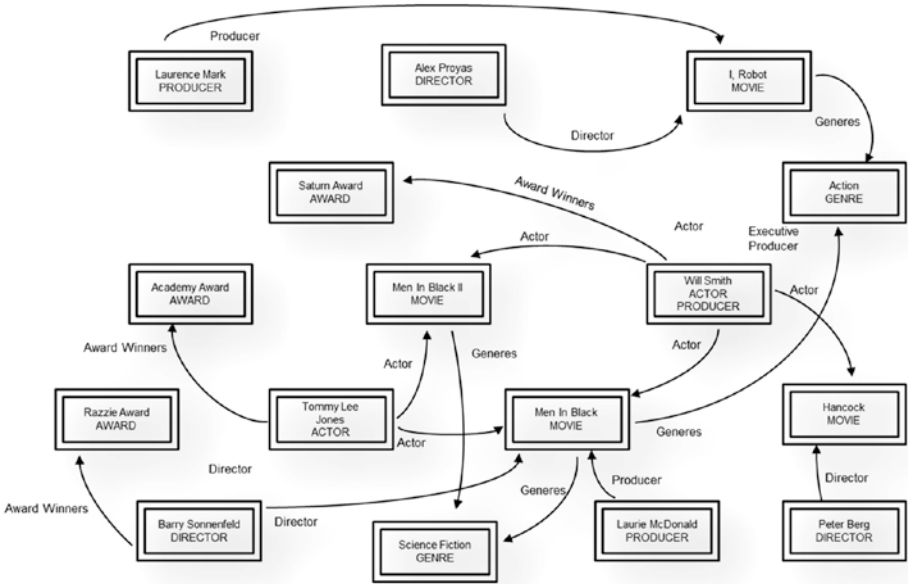 Producer
Laurence Mark
PRODUCER
Alex Proyas
DIRECTOR
I, Robot
MOVIE
Director
Generes
Saturn Award
AWARD
Award Winners
Action
GENRE
Actor
Executive
Producer
Actor
Academy Award
AWARD
Men In Black II
MOVIE
Will Smith
ACTOR
PRODUCER
Actor
Award Winners
Actor
Generes
Actor
Razzie Award
AWARD
Tommy Lee
Jones
ACTOR
Men In Black
MOVIE
Hancock
MOVIE
Generes
Actor
Director
Producer
Director
Generes
Award Winners
Director
Barry Sonnenfeld
DIRECTOR
Science Fiction
GENRE
Laurie McDonald
PRODUCER
Peter Berg
DIRECTOR